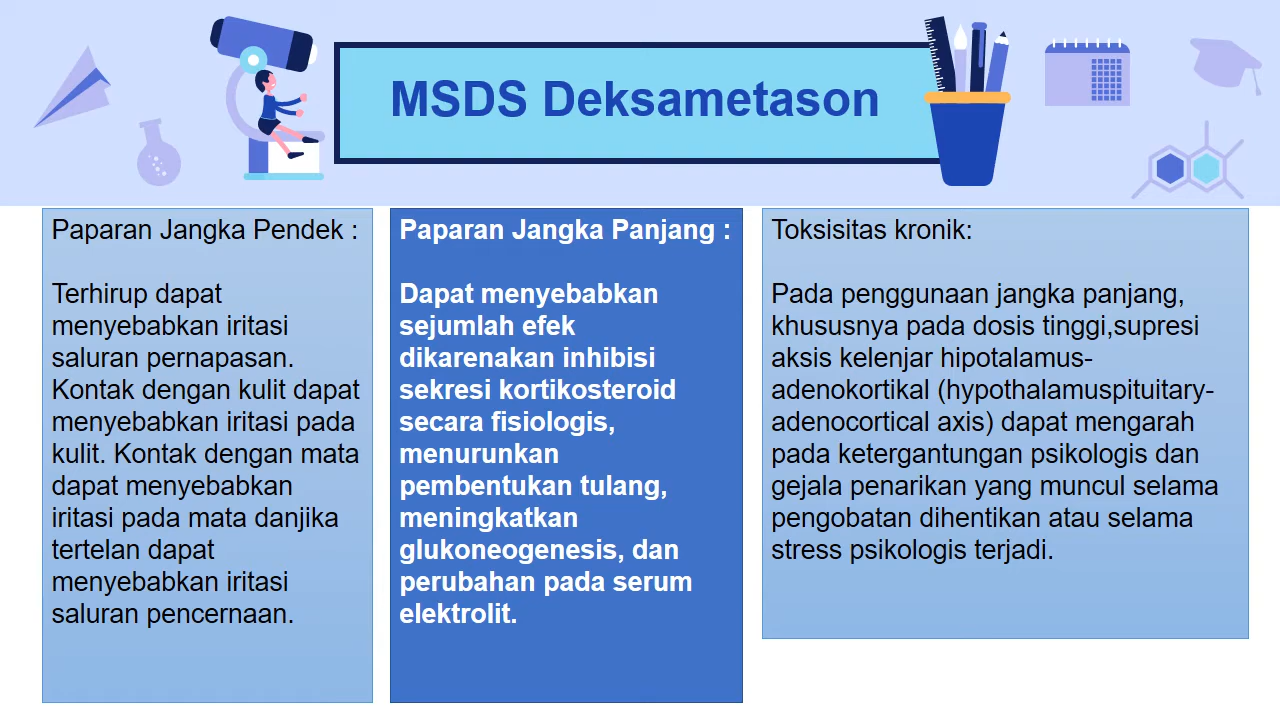 MSDS Deksametason
Paparan Jangka Pendek :
Terhirup dapat
menyebabkan iritasi
saluran pernapasan.
Kontak dengan kulit dapat
menyebabkan iritasi pada
kulit. Kontak dengan mata
dapat menyebabkan
iritasi pada mata danjika
tertelan dapat
menyebabkan iritasi
saluran pencernaan.
Paparan Jangka Panjang :
Dapat menyebabkan
sejumlah efek
dikarenakan inhibisi
sekresi kortikosteroid
secara fisiologis,
menurunkan
pembentukan tulang,
meningkatkan
glukoneogenesis, dan
perubahan pada serum
elektrolit.
Toksisitas kronik:
Pada penggunaan jangka panjang,
khususnya pada dosis tinggi,supresi
aksis kelenjar hipotalamus-
adenokortikal (hypothalamuspituitary-
adenocortical axis) dapat mengarah
pada ketergantungan psikologis dan
gejala penarikan yang muncul selama
pengobatan dihentikan atau selama
stress psikologis terjadi.